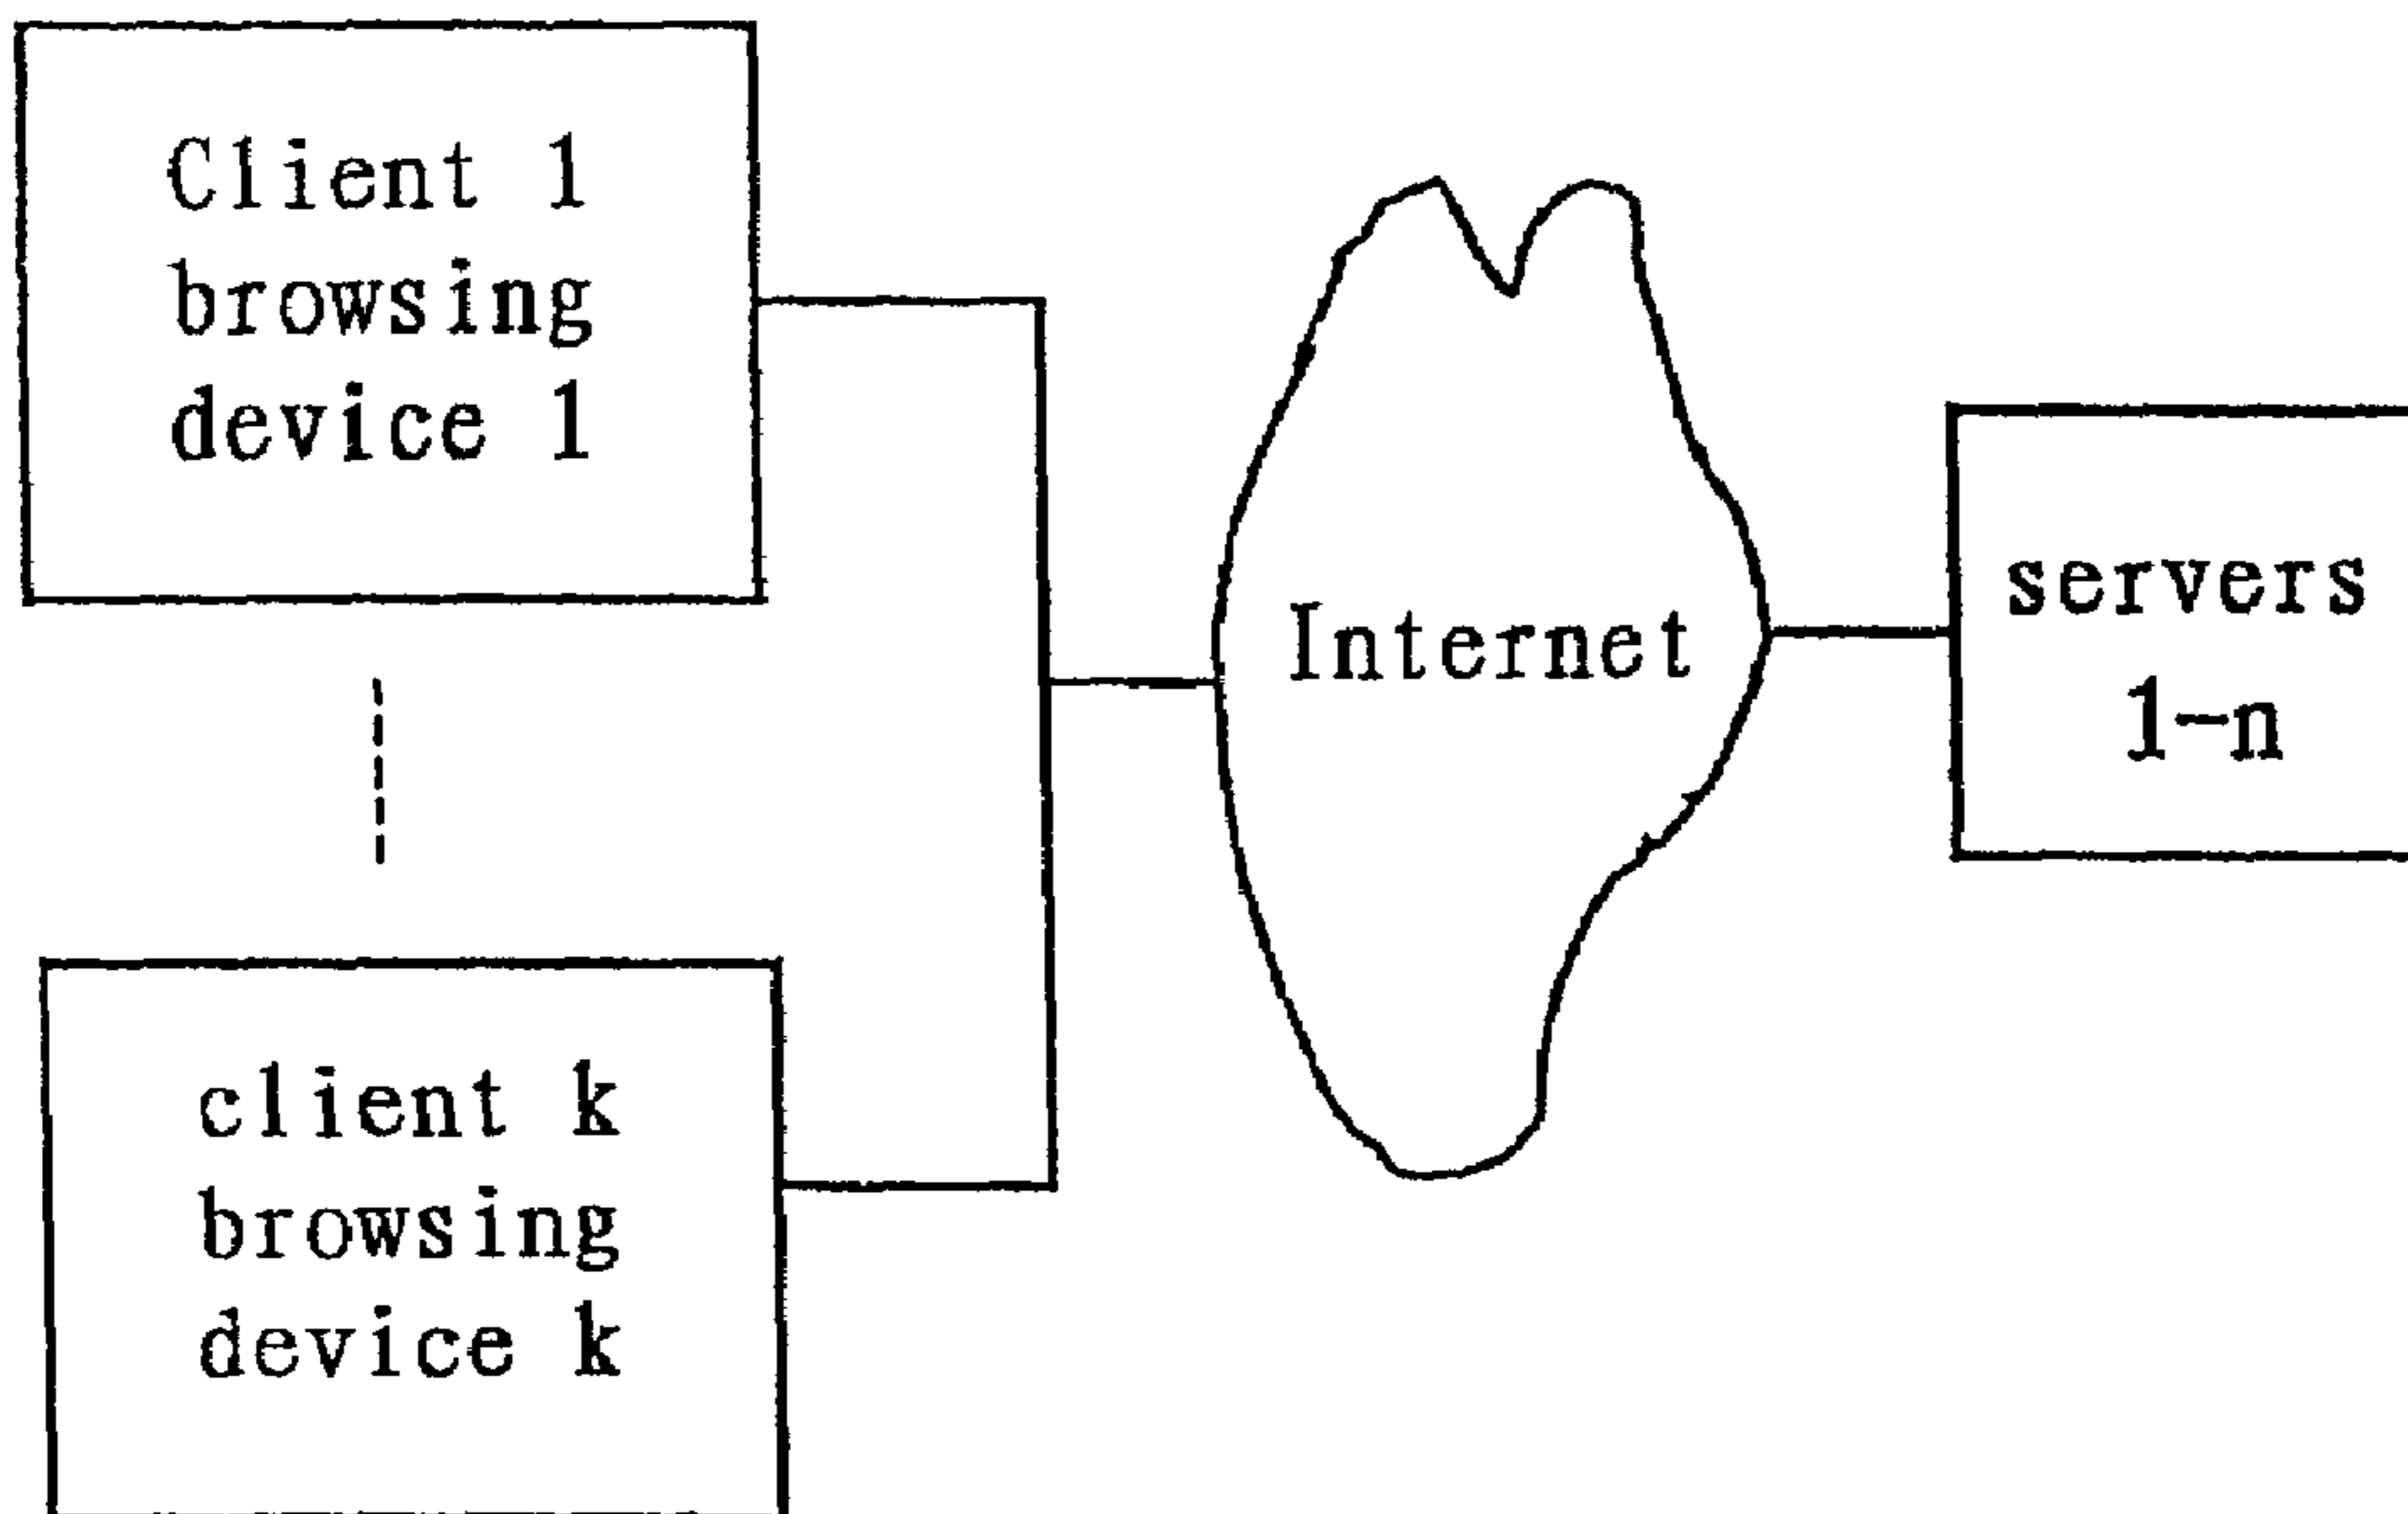 Client 1
browsing
device 1
Internet
servers
1-n
client k
browsing
device k